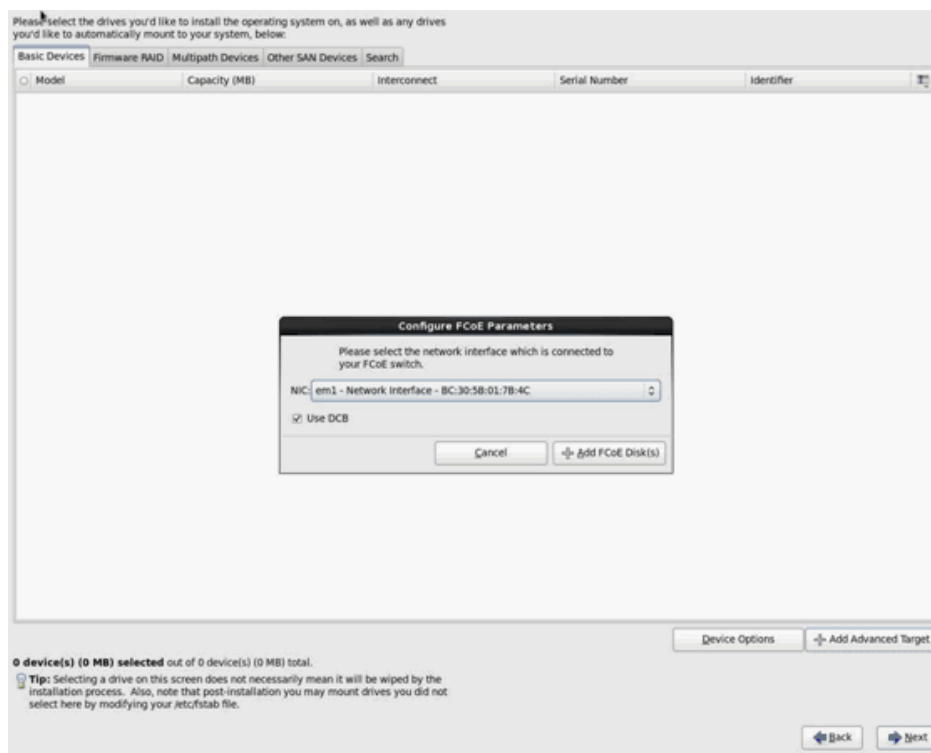 Please select the drives you'd like to install the operating system on, as well as any drives
you'd like to automatically mount to your system, below:
Basic Devices Firmware RAID Multipath Devices Other SAN Devices Search
Model Capacity (MB) Interconnect Serial Number Identifier
Configure FCoE Parameters
Please select the network interface which is connected to
your FCoE switch.
NIC: em1 - Network Interface - BC:30:5B:01:7B:4C
Use DCB
Cancel Add FCoE Disk(s)
Device Options Add Advanced Target
0 device(s) (0 MB) selected out of 0 device(s) (0 MB) total.
Tip: Selecting a drive on this screen does not necessarily mean it will be wiped by the
installation process. Also, note that post-installation you may mount drives you did not
select here by modifying your /etc/fstab file.
Back Next